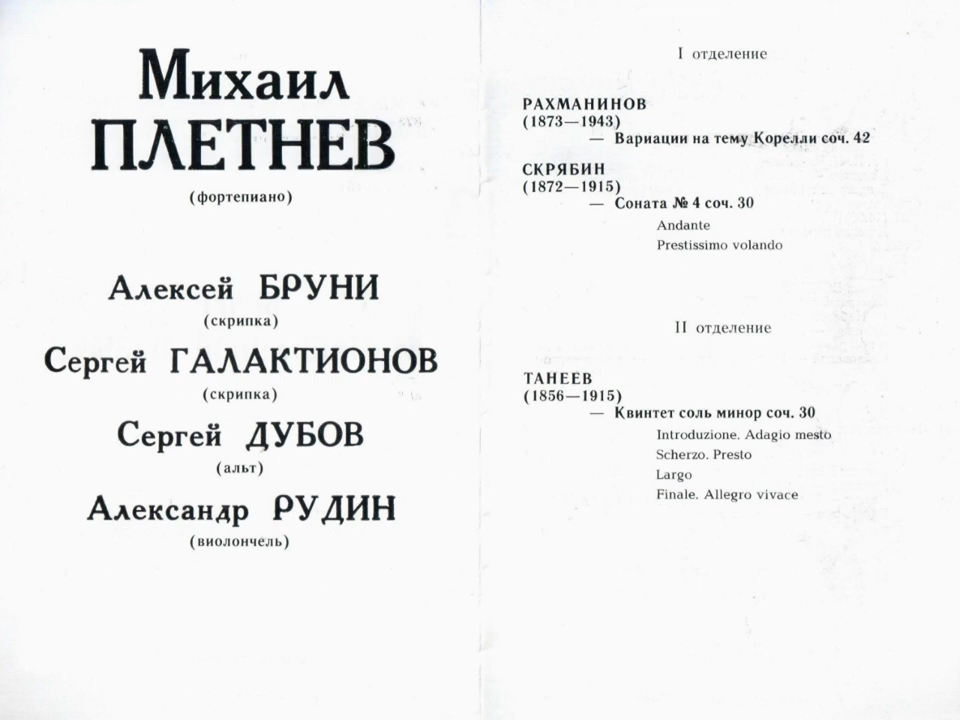 Михаил
ПЛЕТНЕВ
(фортепиано)
Алексей БРУНИ
(скрипка)
Сергей ГАЛАКТИОНОВ
(скрипка)
Сергей ДУБОВ
(альт)
Александр РУДИН
(виолончель)
I отделение
РАХМАНИНОВ
(1873—1943)
— Вариации на тему Корелли соч. 42
СКРЯБИН
(1872—1915)
— Соната № 4 соч. 30
Andante
Prestissimo volando
II отделение
ТАНЕЕВ
(1856—1915)
— Квинтет соль минор соч. 30
Introduzione. Adagio mesto
Scherzo. Presto
Largo
Finale. Allegro vivace